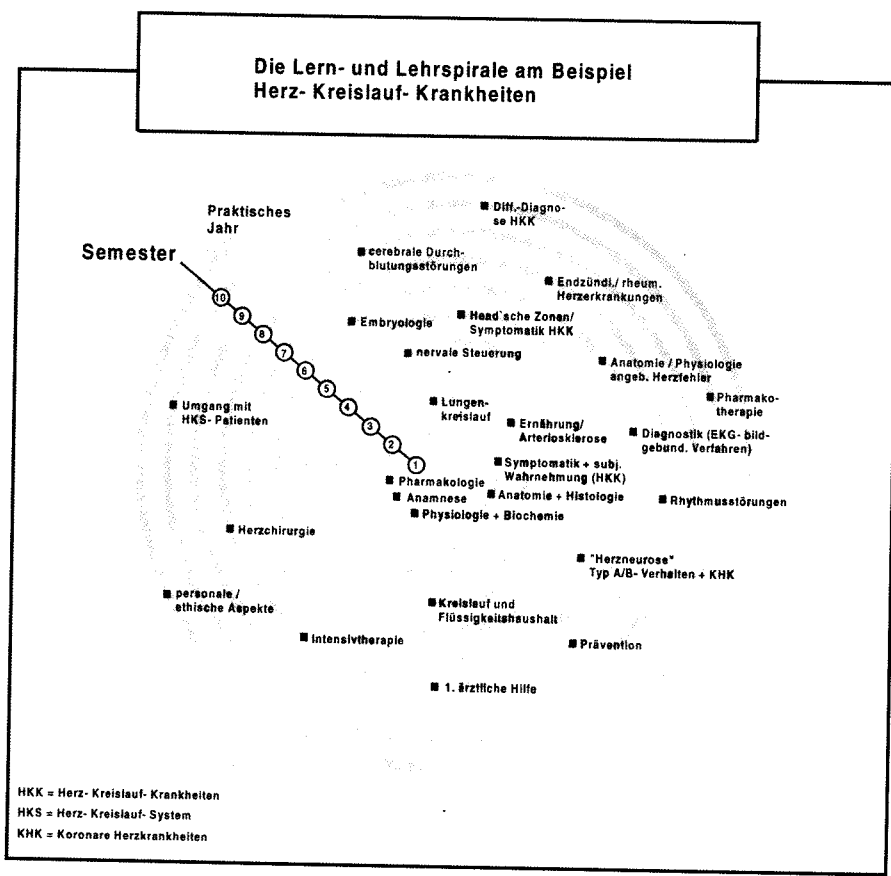 Die Lern- und Lehrspirale am Beispiel
Herz- Kreislauf- Krankheiten
Praktisches
Jahr
Semester
10
9
8
7
6
5
4
3
2
1
Diff.-Diagno-
se HKK
cerebrale Durch-
blutungsstörungen
Endzündl./ rheum.
Herzerkrankungen
Embryologie
Head`sche Zonen/
Symptomatik HKK
nervale Steuerung
Anatomie / Physiologie
angeb. Herzfehler
Pharmako-
therapie
Umgang mit
HKS- Patienten
Lungen-
kreislauf
Ernährung/
Arteriosklerose
Diagnostik (EKG- bild-
gebund. Verfahren)
Symptomatik + subj.
Wahrnehmung (HKK)
Pharmakologie
Anamnese
Anatomie + Histologie
Rhythmusstörungen
Physiologie + Biochemie
Herzchirurgie
"Herzneurose"
Typ A/B- Verhalten + KHK
personale /
ethische Aspekte
Kreislauf und
Flüssigkeitshaushalt
Intensivtherapie
Prävention
1. ärztliche Hilfe
HKK = Herz- Kreislauf- Krankheiten
HKS = Herz- Kreislauf- System
KHK = Koronare Herzkrankheiten